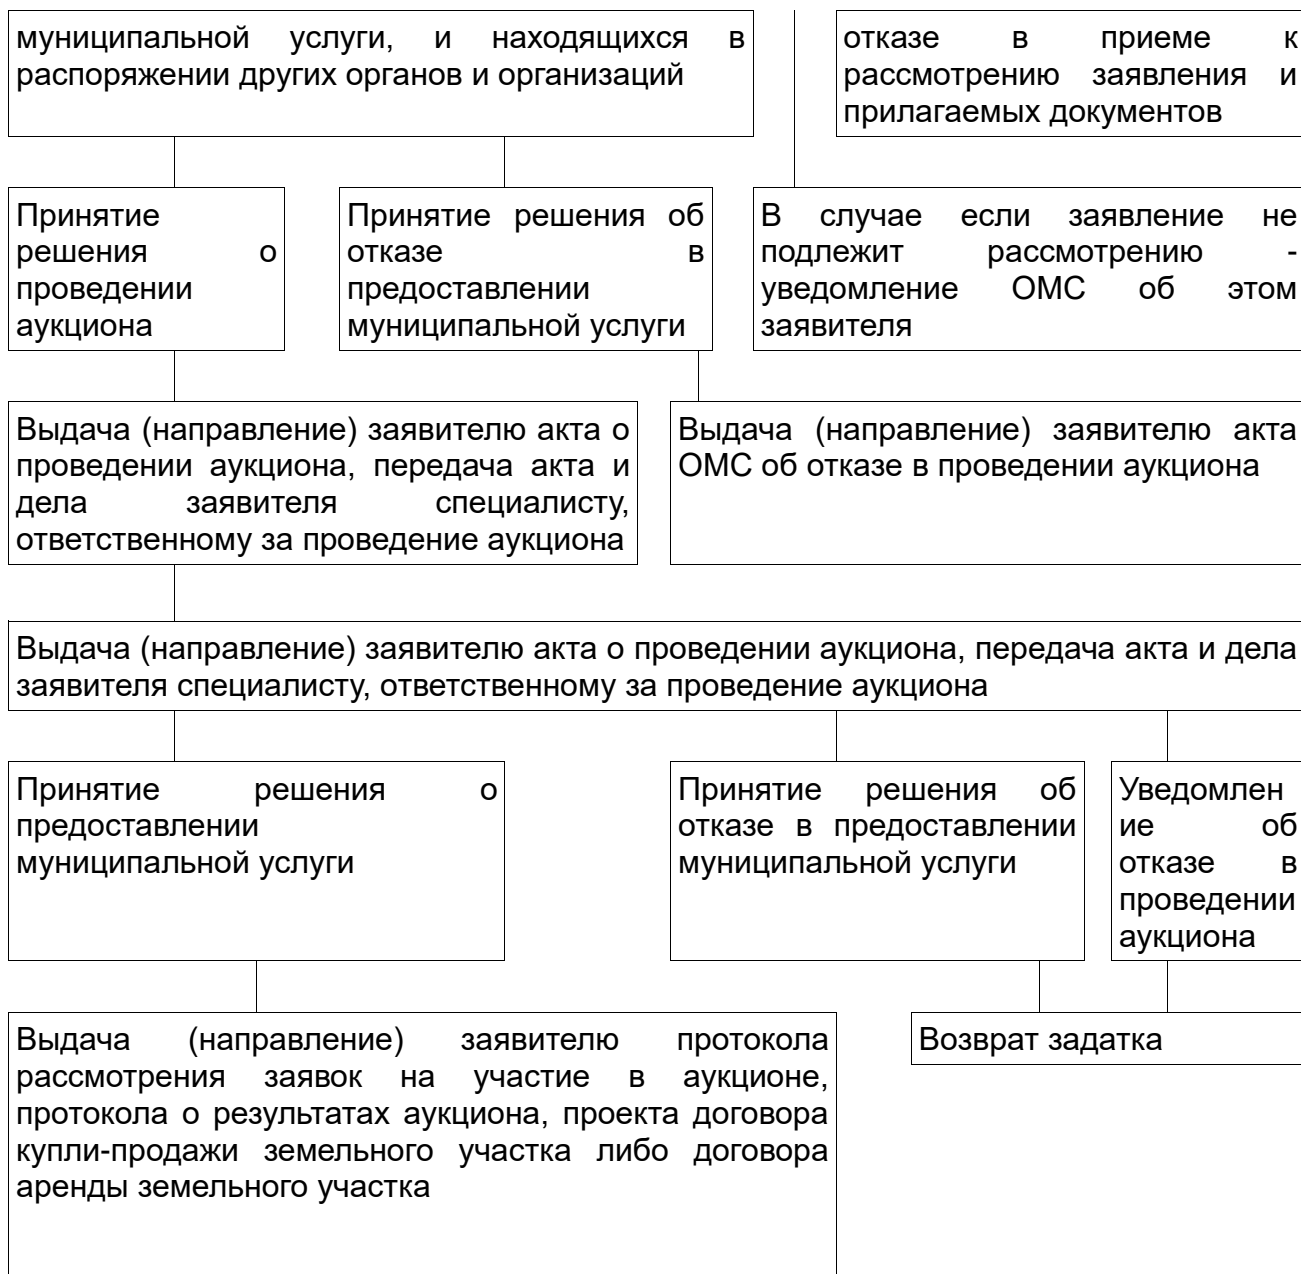 муниципальной услуги, и находящихся в
распоряжении других органов и организаций
отказе в приеме к
рассмотрению заявления и
прилагаемых документов
Принятие
решения о
проведении
аукциона
Принятие решения об
отказе в
предоставлении
муниципальной услуги
В случае если заявление не
подлежит рассмотрению -
уведомление ОМС об этом
заявителя
Выдача (направление) заявителю акта о
проведении аукциона, передача акта и
дела заявителя специалисту,
ответственному за проведение аукциона
Выдача (направление) заявителю акта
ОМС об отказе в проведении аукциона
Выдача (направление) заявителю акта о проведении аукциона, передача акта и дела
заявителя специалисту, ответственному за проведение аукциона
Принятие решения о
предоставлении
муниципальной услуги
Принятие решения об
отказе в предоставлении
муниципальной услуги
Уведомлен
ие об
отказе в
проведении
аукциона
Выдача (направление) заявителю протокола
рассмотрения заявок на участие в аукционе,
протокола о результатах аукциона, проекта договора
купли-продажи земельного участка либо договора
аренды земельного участка
Возврат задатка